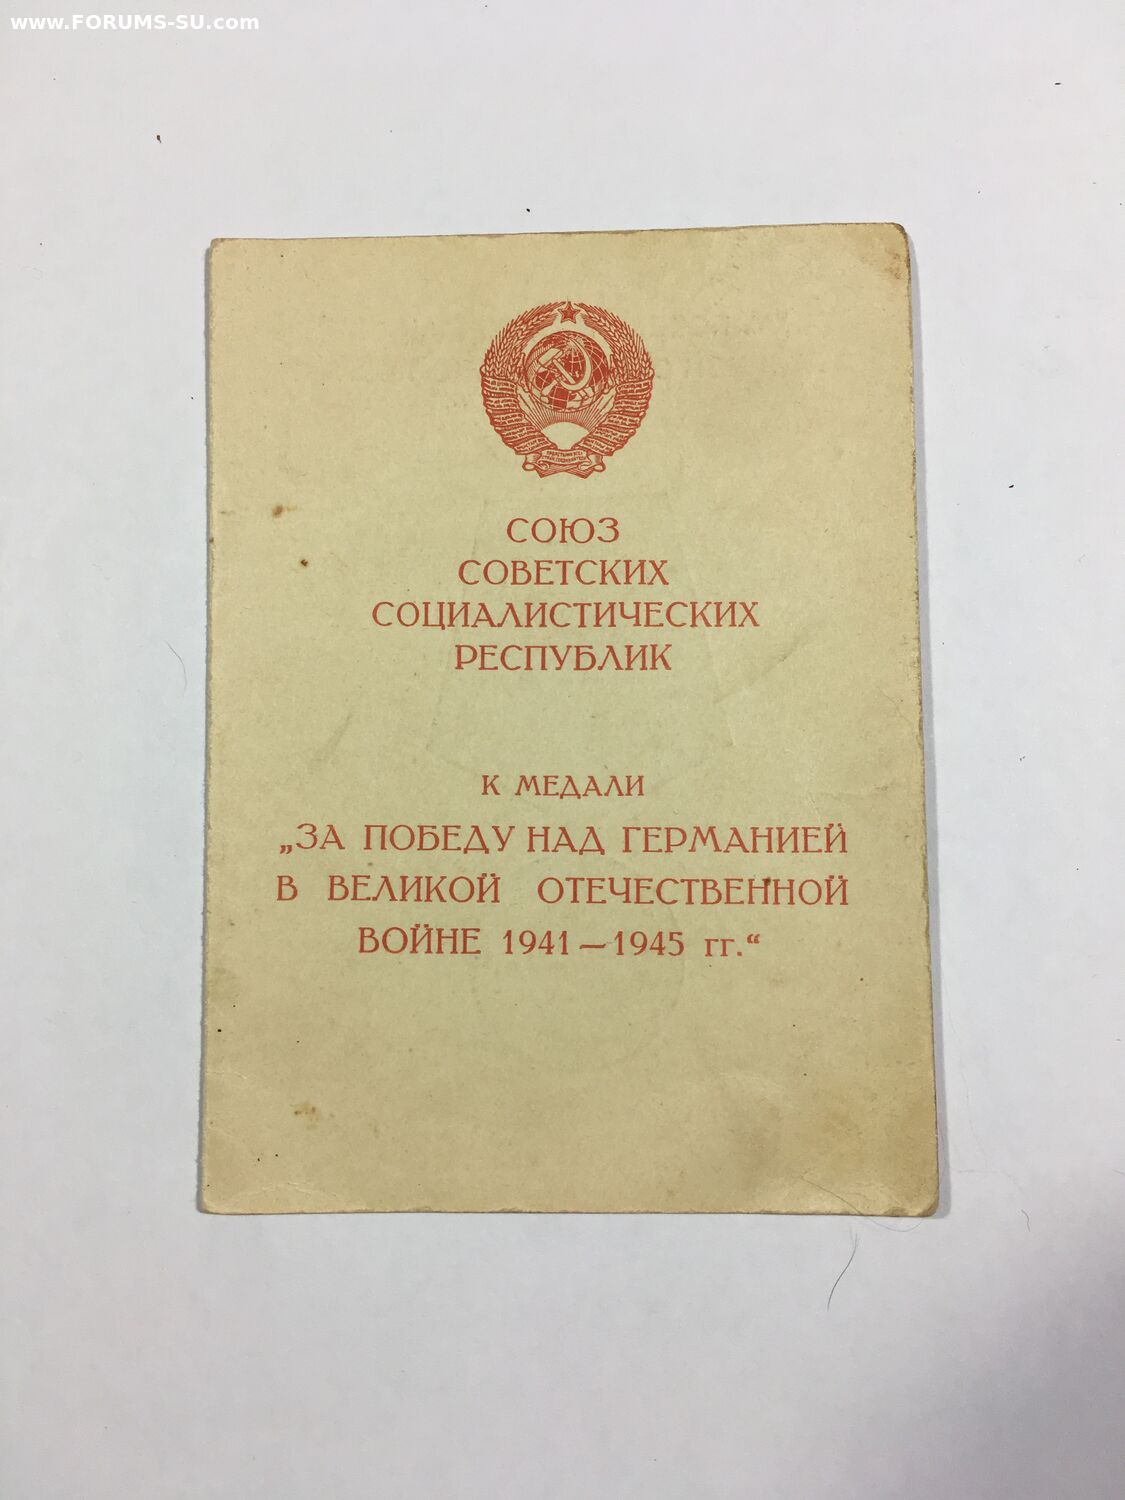 www.FORUMS-SU.com
СОЮЗ
СОВЕТСКИХ
СОЦИАЛИСТИЧЕСКИХ
РЕСПУБЛИК
К МЕДАЛИ
„ЗА ПОБЕДУ НАД ГЕРМАНИЕЙ
В ВЕЛИКОЙ ОТЕЧЕСТВЕННОЙ
ВОЙНЕ 1941—1945 гг.“